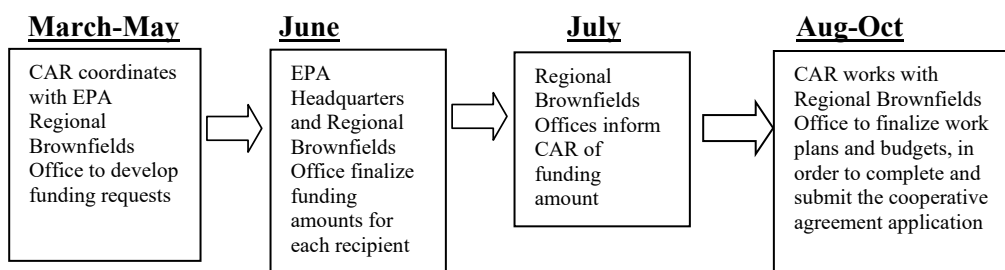 March-May
CAR coordinates
with EPA
Regional
Brownfields
Office to develop
funding requests
June
EPA
Headquarters
and Regional
Brownfields
Office finalize
funding
amounts for
each recipient
July
Regional
Brownfields
Offices inform
CAR of
funding
amount
Aug-Oct
CAR works with
Regional Brownfields
Office to finalize work
plans and budgets, in
order to complete and
submit the cooperative
agreement application